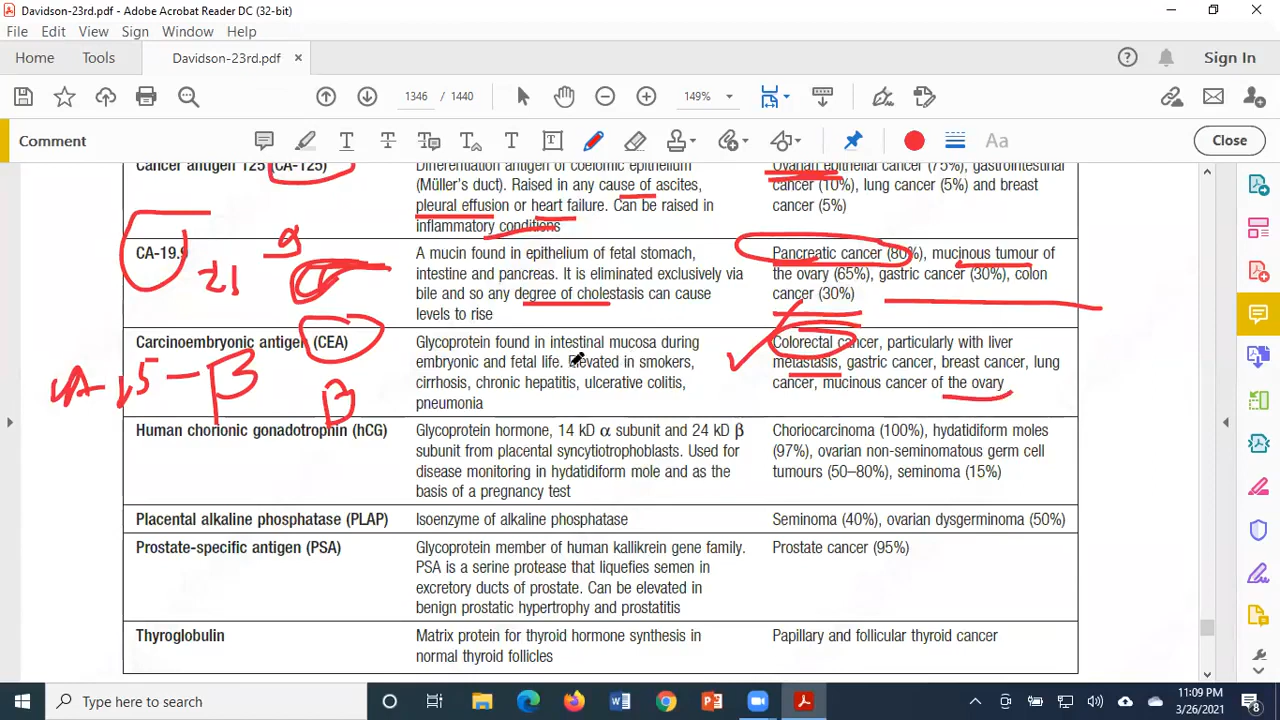 Davidson-23rd.pdf - Adobe Acrobat Reader DC (32-bit)
File Edit View Sign Window Help
Home Tools Davidson-23rd.pdf × Sign In
1346 / 1440 149%
Comment Close
Cancer antigen 125 (CA-125)
Differentiation antigen of coelomic epithelium
(Müller's duct). Raised in any cause of ascites,
pleural effusion or heart failure. Can be raised in
inflammatory conditions
Ovarian epithelial cancer (75%), gastrointestinal
cancer (10%), lung cancer (5%) and breast
cancer (5%)
CA-19.9
A mucin found in epithelium of fetal stomach,
intestine and pancreas. It is eliminated exclusively via
bile and so any degree of cholestasis can cause
levels to rise
Pancreatic cancer (80%), mucinous tumour of
the ovary (65%), gastric cancer (30%), colon
cancer (30%)
Carcinoembryonic antigen (CEA)
Glycoprotein found in intestinal mucosa during
embryonic and fetal life. Elevated in smokers,
cirrhosis, chronic hepatitis, ulcerative colitis,
pneumonia
Colorectal cancer, particularly with liver
metastasis, gastric cancer, breast cancer, lung
cancer, mucinous cancer of the ovary
Human chorionic gonadotrophin (hCG)
Glycoprotein hormone, 14 kD α subunit and 24 kD β
subunit from placental syncytiotrophoblasts. Used for
disease monitoring in hydatidiform mole and as the
basis of a pregnancy test
Choriocarcinoma (100%), hydatidiform moles
(97%), ovarian non-seminomatous germ cell
tumours (50–80%), seminoma (15%)
Placental alkaline phosphatase (PLAP)
Isoenzyme of alkaline phosphatase
Seminoma (40%), ovarian dysgerminoma (50%)
Prostate-specific antigen (PSA)
Glycoprotein member of human kallikrein gene family.
PSA is a serine protease that liquefies semen in
excretory ducts of prostate. Can be elevated in
benign prostatic hypertrophy and prostatitis
Prostate cancer (95%)
Thyroglobulin
Matrix protein for thyroid hormone synthesis in
normal thyroid follicles
Papillary and follicular thyroid cancer
Type here to search
11:09 PM
3/26/2021
8